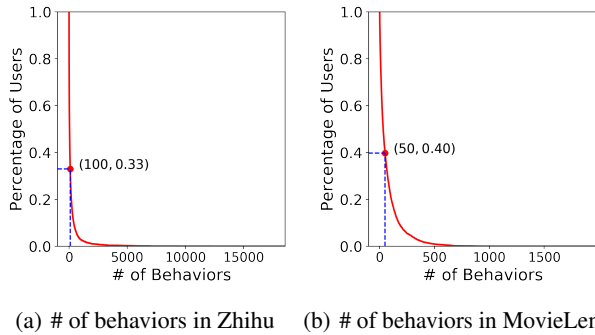 1.0
0.8
0.6
0.4
0.2
0.0
Percentage of Users
(100, 0.33)
0 5000 10000 15000
# of Behaviors
(a) # of behaviors in Zhihu
1.0
0.8
0.6
0.4
0.2
0.0
Percentage of Users
(50, 0.40)
0 500 1000 1500
# of Behaviors
(b) # of behaviors in MovieLen